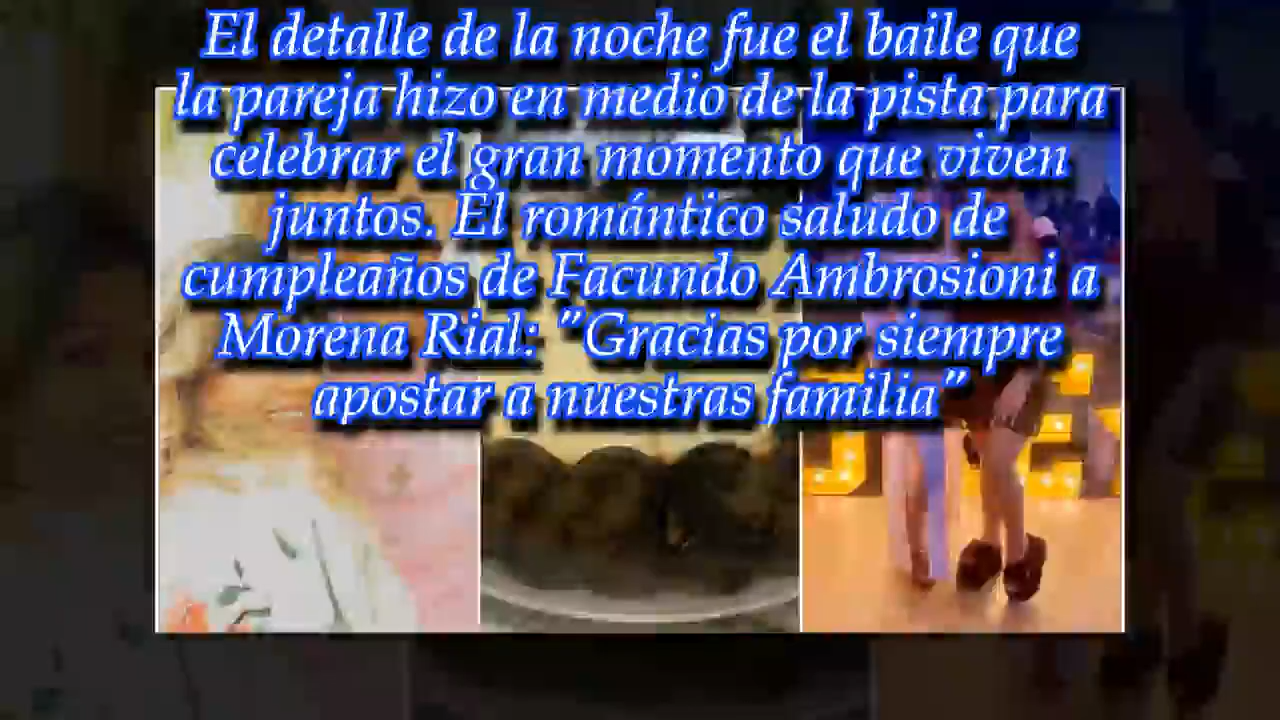 El detalle de la noche fue el baile que
la pareja hizo en medio de la pista para
celebrar el gran momento que viven
juntos. El romántico saludo de
cumpleaños de Facundo Ambrosioni a
Morena Rial: "Gracias por siempre
apostar a nuestras familia"